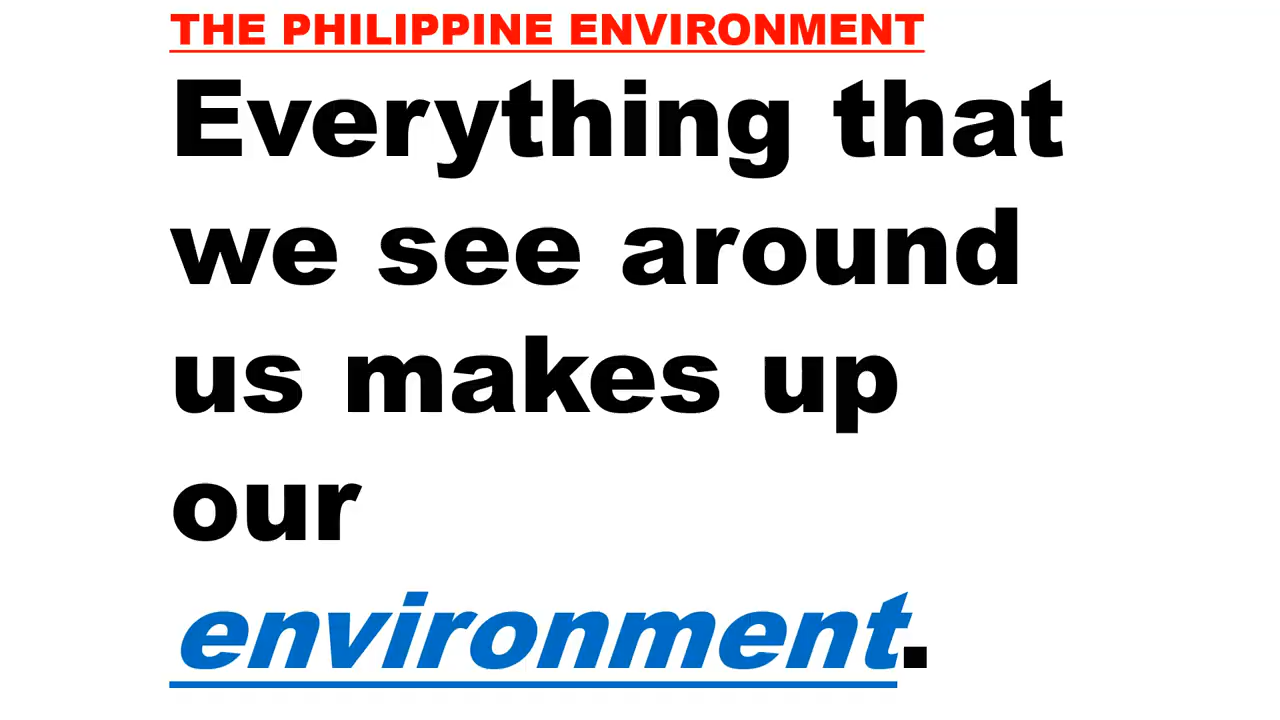 THE PHILIPPINE ENVIRONMENT
Everything that
we see around
us makes up
our
environment.